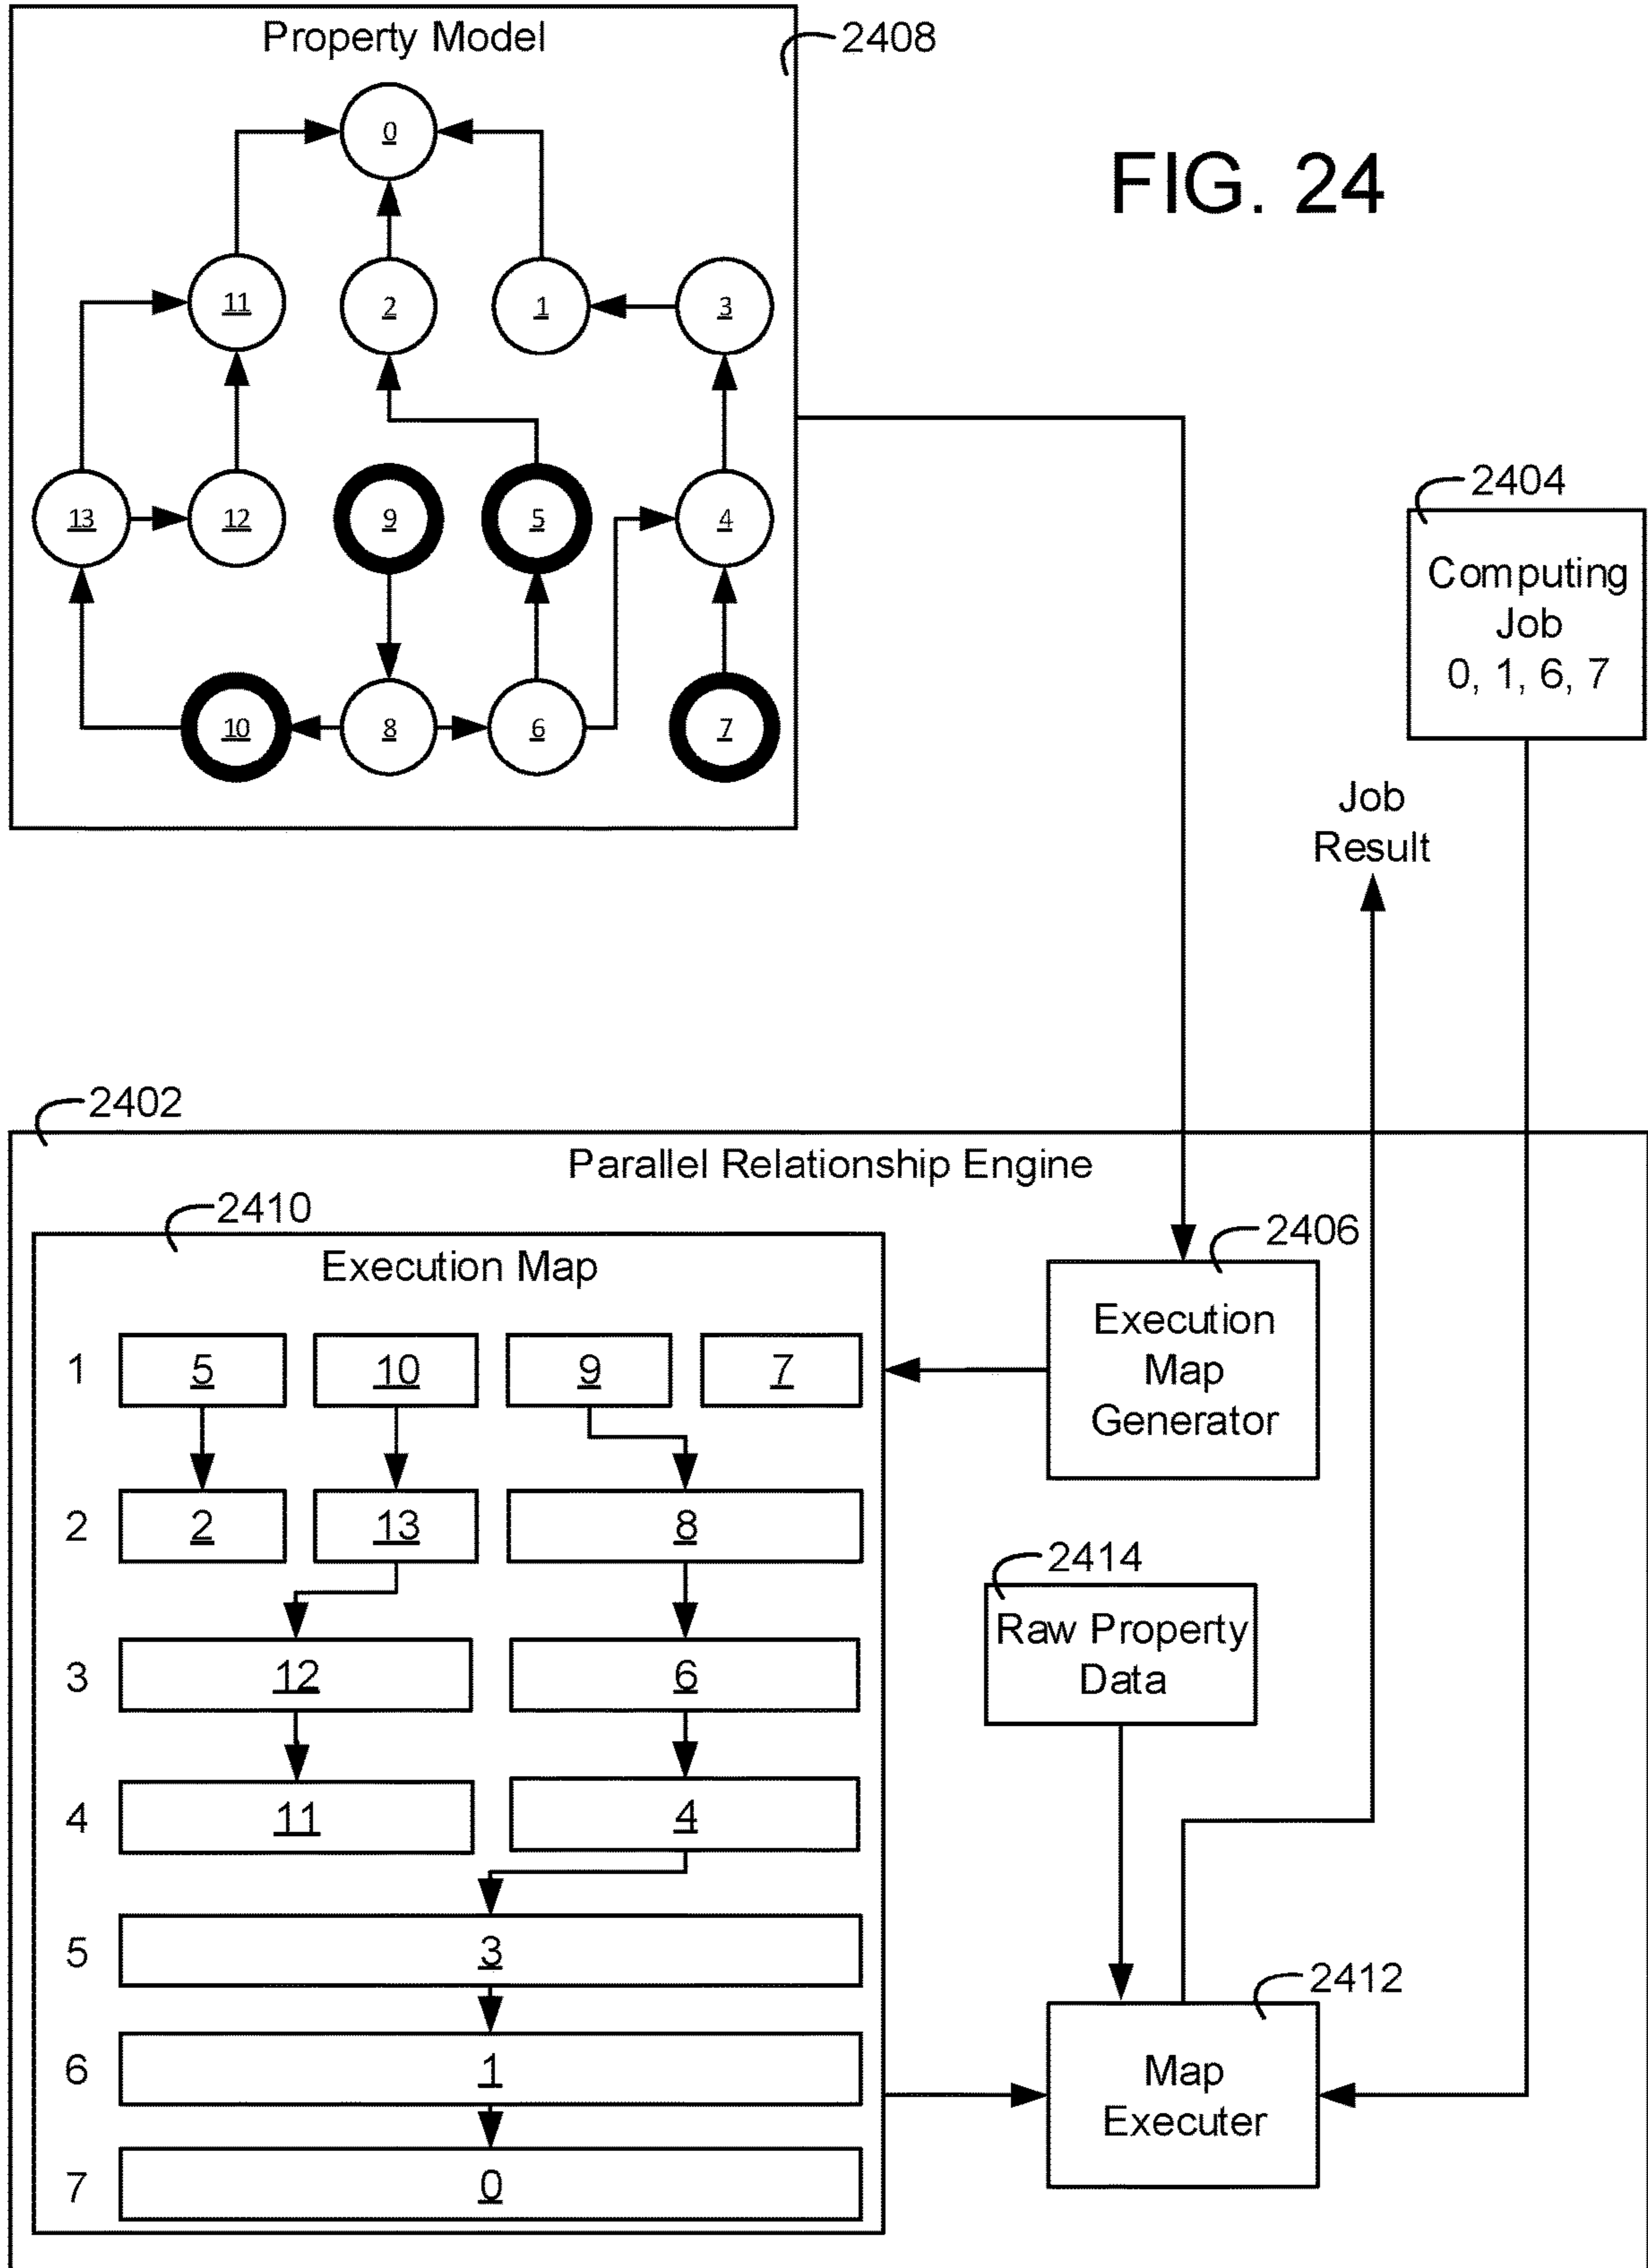 Property Model
2408
0
FIG. 24
11
2
1
3
13
12
9
5
4
10
8
6
7
2404
Computing
Job
0, 1, 6, 7
Job
Result
2402
Parallel Relationship Engine
2410
Execution Map
2406
Execution
Map
Generator
1
5
10
9
7
2
2
13
8
2414
Raw Property
Data
3
12
6
4
11
4
5
3
2412
Map
Executer
6
1
7
0